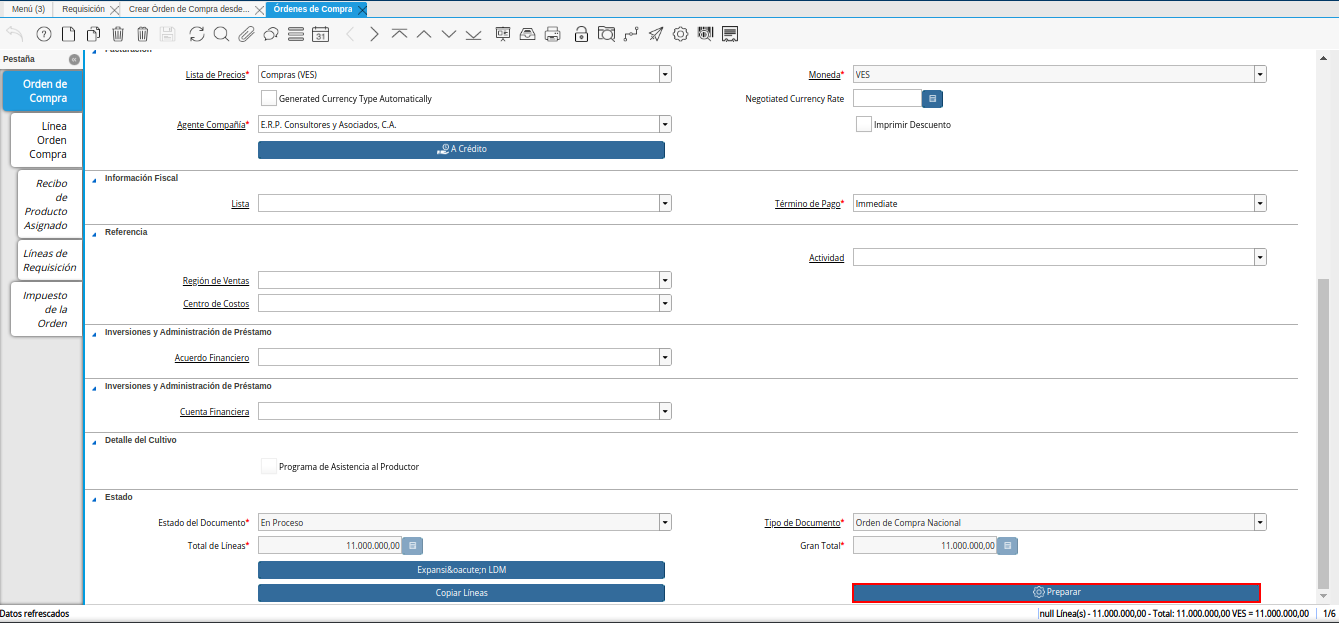 Menú (3)
Requisición
Crear Orden de Compra desde...
Órdenes de Compra
31
Pestaña
Orden de
Compra
Línea
Orden
Compra
Recibo
de
Producto
Asignado
Líneas de
Requisición
Impuesto
de la
Orden
Facturación
Lista de Precios* Compras (VES) Moneda* VES
Generated Currency Type Automatically Negotiated Currency Rate
Agente Compañía* E.R.P. Consultores y Asociados, C.A. Imprimir Descuento
A Crédito
Información Fiscal
Lista Término de Pago* Immediate
Referencia
Actividad
Región de Ventas
Centro de Costos
Inversiones y Administración de Préstamo
Acuerdo Financiero
Inversiones y Administración de Préstamo
Cuenta Financiera
Detalle del Cultivo
Programa de Asistencia al Productor
Estado
Estado del Documento* En Proceso Tipo de Documento* Orden de Compra Nacional
Total de Líneas* 11.000.000,00 Gran Total* 11.000.000,00
Expansi&oacute;n LDM
Copiar Líneas Preparar
Datos refrescados null Línea(s) - 11.000.000,00 - Total: 11.000.000,00 VES = 11.000.000,00 1/6